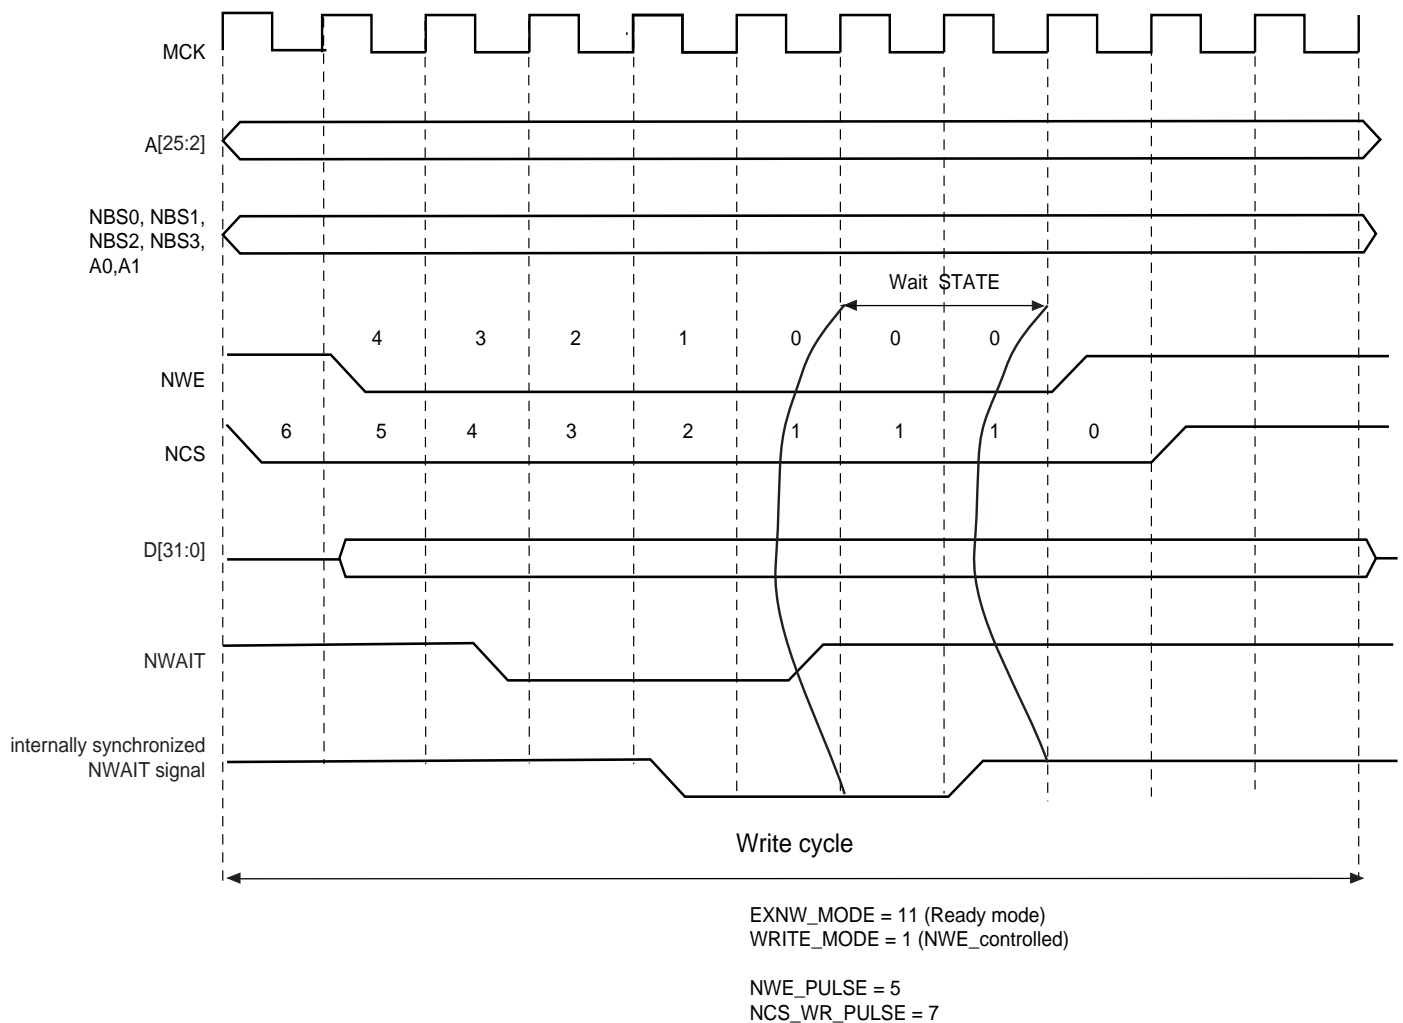 MCK
A[25:2]
NBS0, NBS1,
NBS2, NBS3,
A0,A1
Wait STATE
4 3 2 1 0 0 0
NWE
6 5 4 3 2 1 1 1 0
NCS
D[31:0]
NWAIT
internally synchronized
NWAIT signal
Write cycle
EXNW_MODE = 11 (Ready mode)
WRITE_MODE = 1 (NWE_controlled)
NWE_PULSE = 5
NCS_WR_PULSE = 7